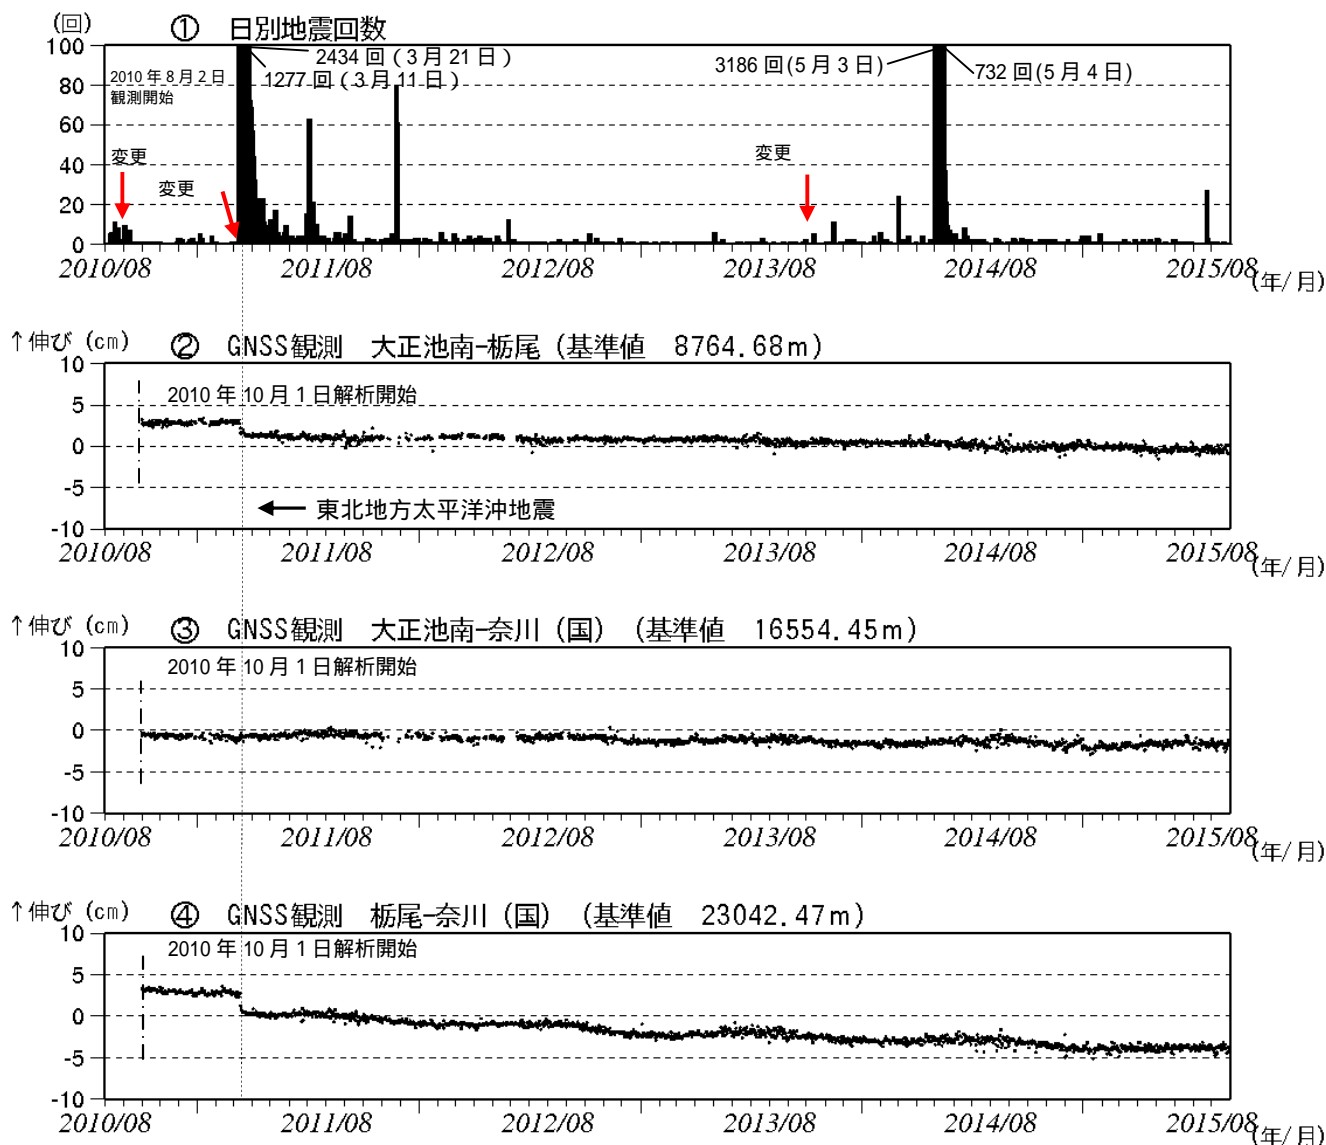 (回)
① 日別地震回数
100
80
60
40
20
0
2434 回 ( 3 月 21 日 )
1277 回 ( 3 月 11 日 )
3186 回(5 月 3 日)
732 回(5 月 4 日)
2010 年 8 月 2 日
観測開始
変更
変更
変更
2010/08 2011/08 2012/08 2013/08 2014/08 2015/08
(年/月)
↑伸び (cm)
② GNSS観測 大正池南-栃尾 (基準値 8764.68m)
10
5
0
-5
-10
2010 年 10 月 1 日解析開始
東北地方太平洋沖地震
2010/08 2011/08 2012/08 2013/08 2014/08 2015/08
(年/月)
↑伸び (cm)
③ GNSS観測 大正池南-奈川 (国) (基準値 16554.45m)
10
5
0
-5
-10
2010 年 10 月 1 日解析開始
2010/08 2011/08 2012/08 2013/08 2014/08 2015/08
(年/月)
↑伸び (cm)
④ GNSS観測 栃尾-奈川 (国) (基準値 23042.47m)
10
5
0
-5
-10
2010 年 10 月 1 日解析開始
2010/08 2011/08 2012/08 2013/08 2014/08 2015/08
(年/月)